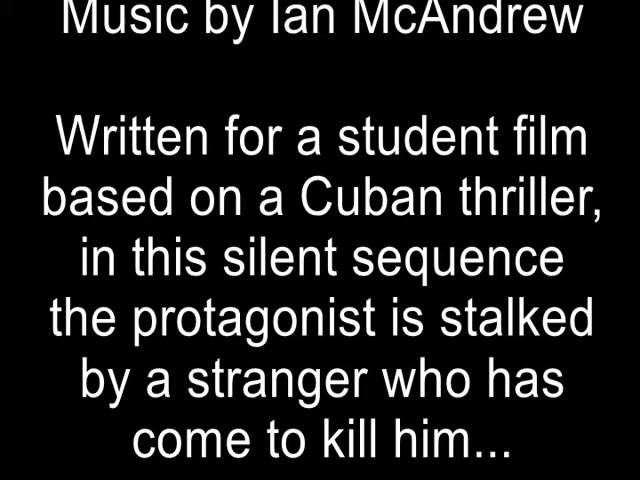 Music by Ian McAndrew
Written for a student film
based on a Cuban thriller,
in this silent sequence
the protagonist is stalked
by a stranger who has
come to kill him...